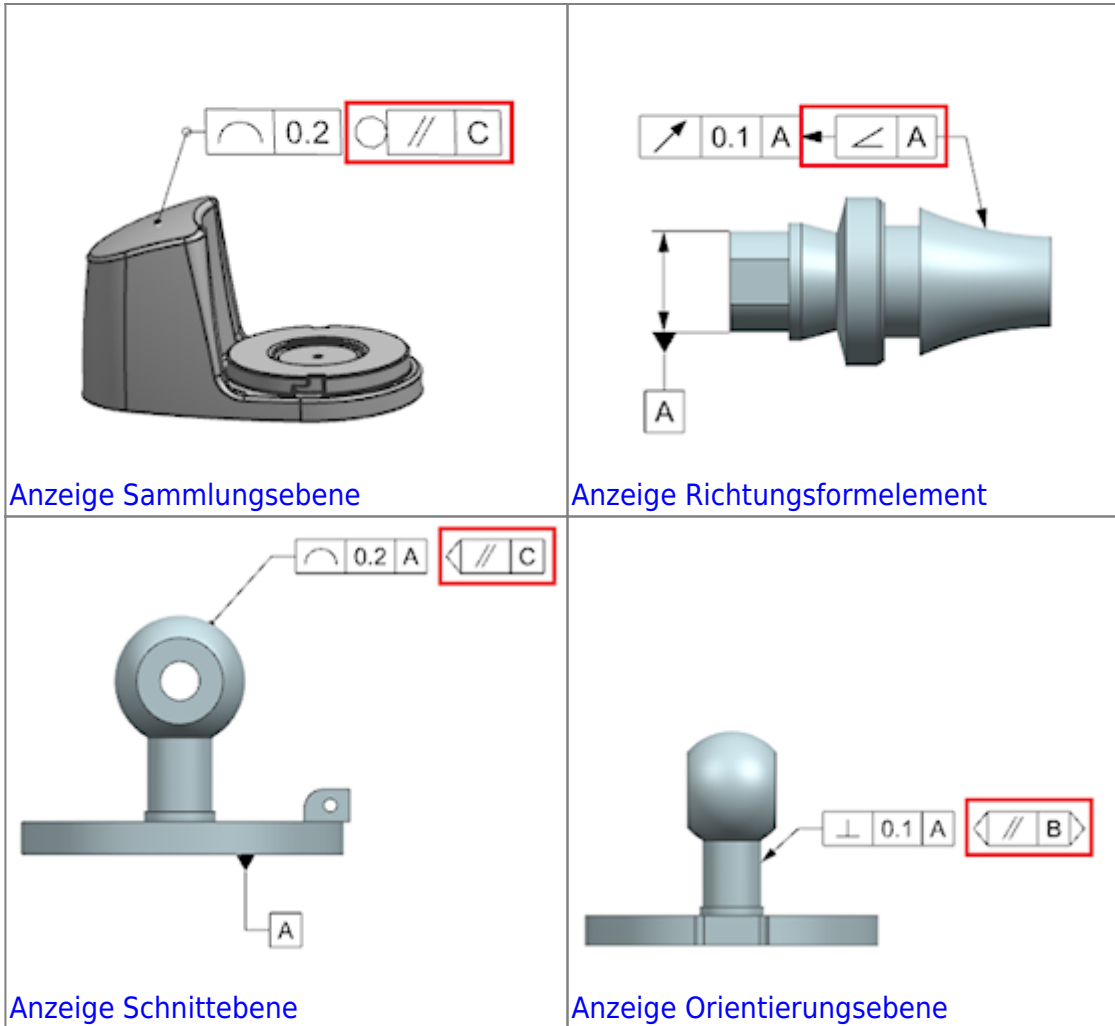 0.2 // C
0.1 A ∠ A
A
Anzeige Sammlungsebene
Anzeige Richtungsformelement
0.2 A // C
A
Anzeige Schnittebene
⊥ 0.1 A // B
Anzeige Orientierungsebene